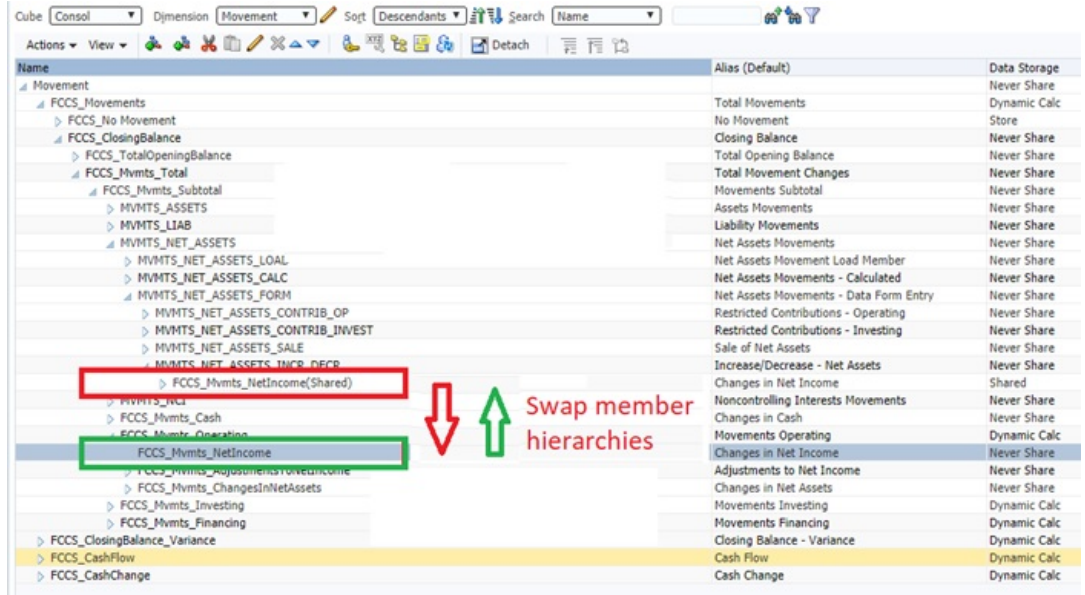 Cube Consol Dimension Movement Sort Descendants Search Name
Actions View Detach
Name Alias (Default) Data Storage
Movement Never Share
FCCS_Movements Total Movements Dynamic Calc
FCCS_No Movement No Movement Store
FCCS_ClosingBalance Closing Balance Never Share
FCCS_TotalOpeningBalance Total Opening Balance Never Share
FCCS_Mvmts_Total Total Movement Changes Never Share
FCCS_Mvmts_Subtotal Movements Subtotal Never Share
MVMTS_ASSETS Assets Movements Never Share
MVMTS_LIAB Liability Movements Never Share
MVMTS_NET_ASSETS Net Assets Movements Never Share
MVMTS_NET_ASSETS_LOAD Net Assets Movement Load Member Never Share
MVMTS_NET_ASSETS_CALC Net Assets Movements - Calculated Never Share
MVMTS_NET_ASSETS_FORM Net Assets Movements - Data Form Entry Never Share
MVMTS_NET_ASSETS_CONTRIB_OP Restricted Contributions - Operating Never Share
MVMTS_NET_ASSETS_CONTRIB_INVEST Restricted Contributions - Investing Never Share
MVMTS_NET_ASSETS_SALE Sale of Net Assets Never Share
MVMTS_NET_ASSETS_INCR_DECR Increase/Decrease - Net Assets Never Share
FCCS_Mvmts_NetIncome(Shared) Changes in Net Income Shared
MVMTS_NCI Noncontrolling Interests Movements Never Share
FCCS_Mvmts_Cash Changes in Cash Never Share
FCCS_Mvmts_Operating Movements Operating Dynamic Calc
FCCS_Mvmts_NetIncome Changes in Net Income Never Share
FCCS_Mvmts_AdjustmentsToNetIncome Adjustments to Net Income Never Share
FCCS_Mvmts_ChangesInNetAssets Changes in Net Assets Never Share
FCCS_Mvmts_Investing Movements Investing Dynamic Calc
FCCS_Mvmts_Financing Movements Financing Dynamic Calc
FCCS_ClosingBalance_Variance Closing Balance - Variance Dynamic Calc
FCCS_CashFlow Cash Flow Dynamic Calc
FCCS_CashChange Cash Change Dynamic Calc
Swap member
hierarchies